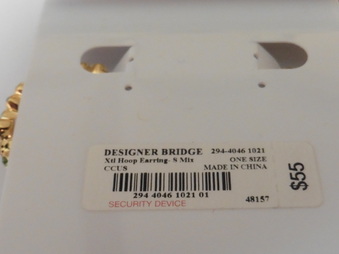 DESIGNER BRIDGE 294-4046 1021
Xtl Hoop Earring- S Mix ONE SIZE
CCUS MADE IN CHINA
294 4046 1021 01
SECURITY DEVICE 48157
$55